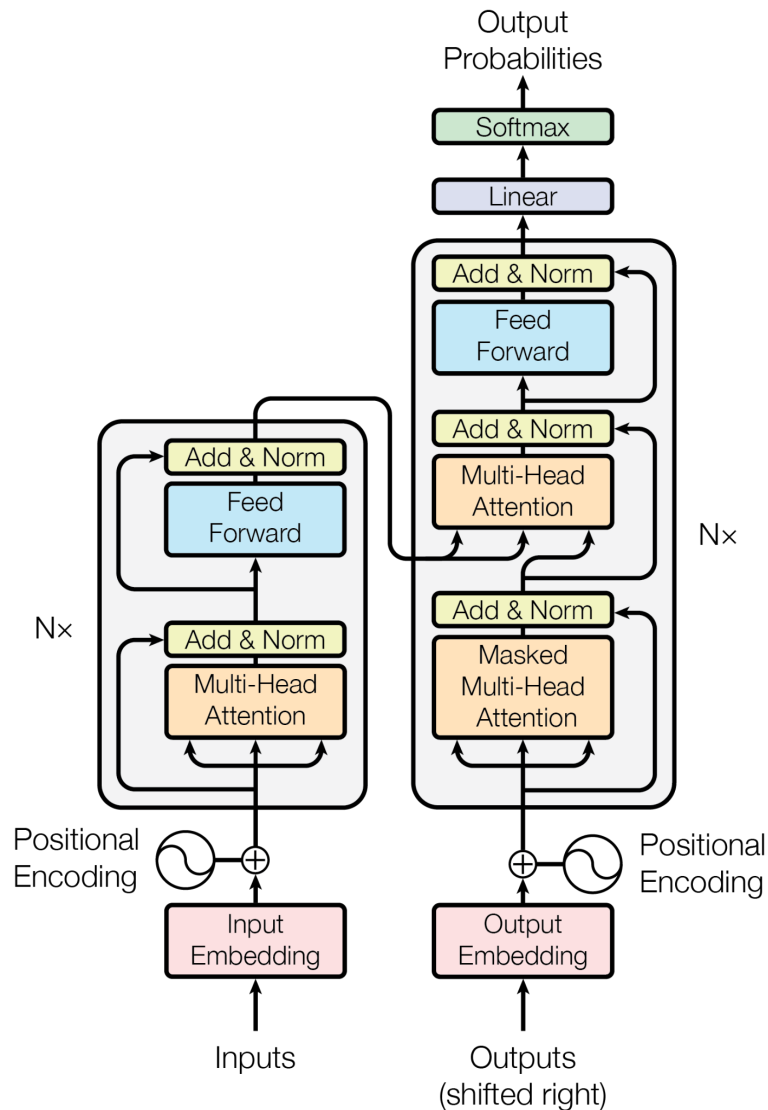 Output
Probabilities
Softmax
Linear
Add & Norm
Feed
Forward
Add & Norm
Multi-Head
Attention
Add & Norm
Masked
Multi-Head
Attention
N×
Add & Norm
Feed
Forward
Add & Norm
Multi-Head
Attention
N×
Positional
Encoding
Positional
Encoding
Input
Embedding
Output
Embedding
Inputs
Outputs
(shifted right)